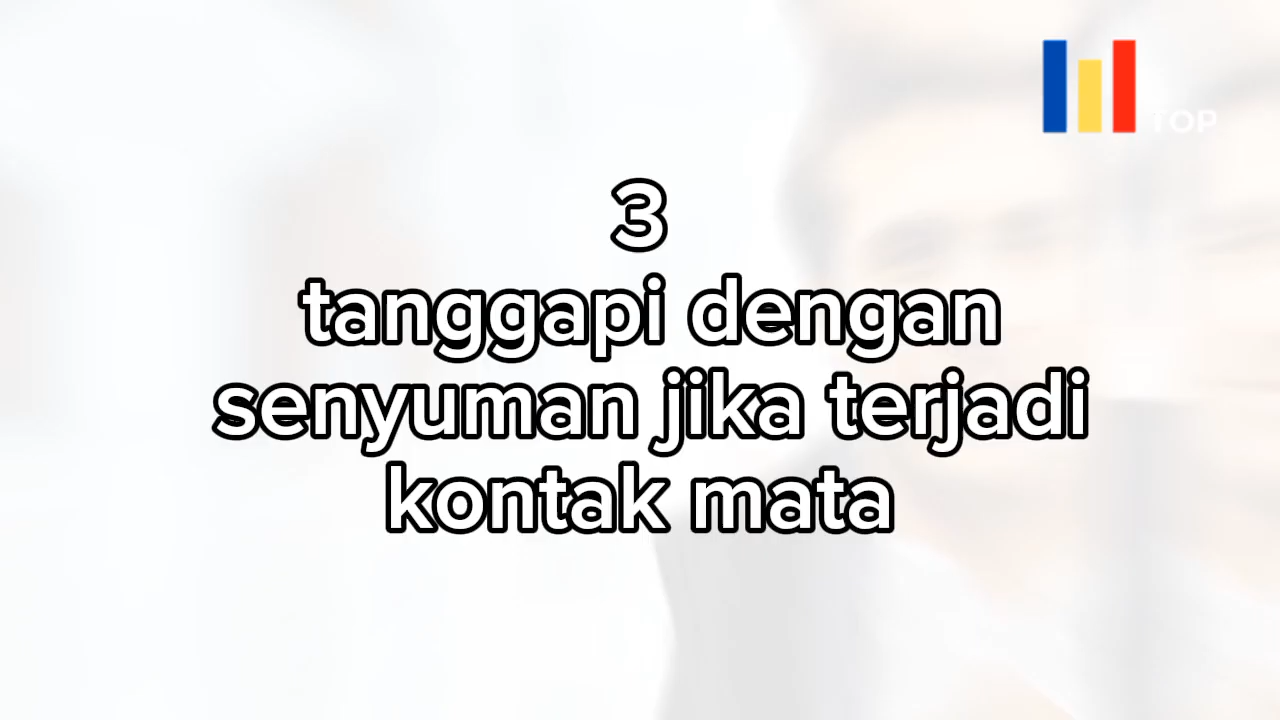 TOP
3
tanggapi dengan
senyuman jika terjadi
kontak mata